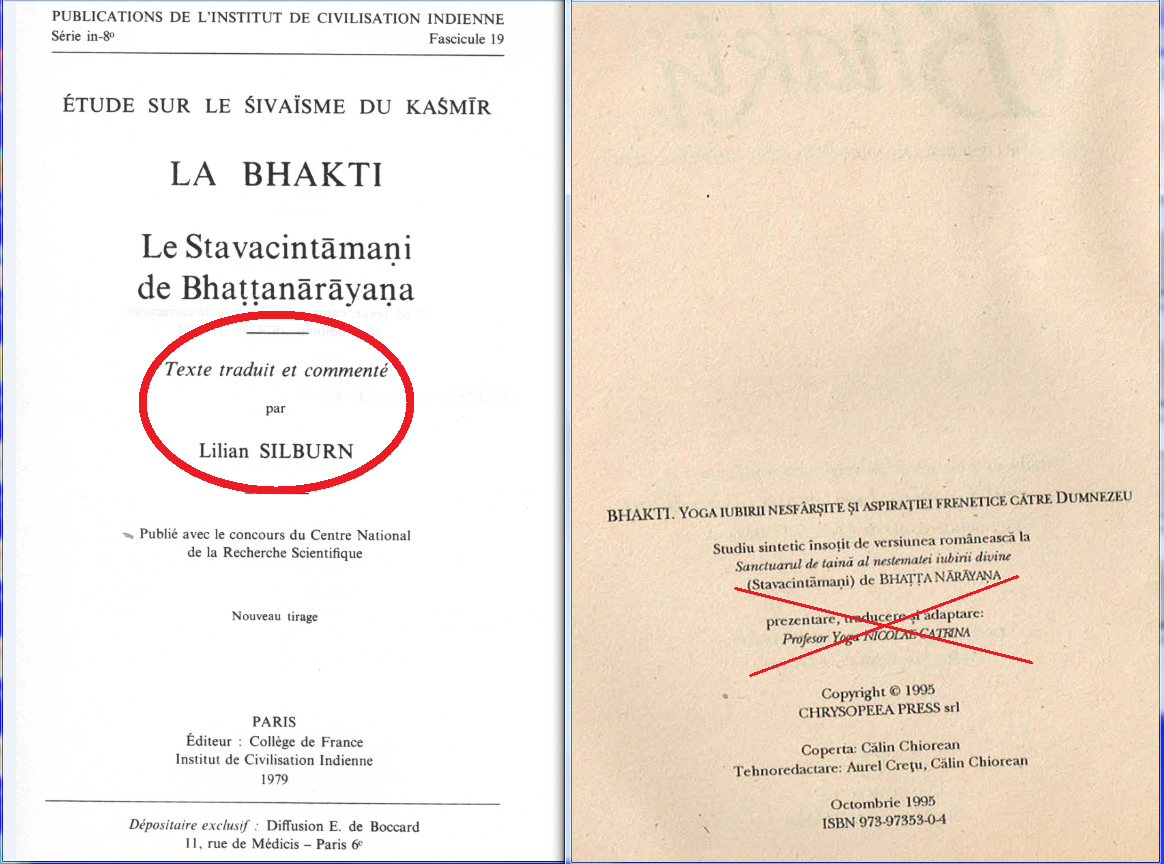 PUBLICATIONS DE L'INSTITUT DE CIVILISATION INDIENNE
Série in-8º Fascicule 19
ÉTUDE SUR LE ŚIVAÏSME DU KAŚMĪR
LA BHAKTI
Le Stavacintāmaṇi
de Bhaṭṭanārāyaṇa
Texte traduit et commenté
par
Lilian SILBURN
Publié avec le concours du Centre National
de la Recherche Scientifique
Nouveau tirage
PARIS
Éditeur : Collège de France
Institut de Civilisation Indienne
1979
Dépositaire exclusif : Diffusion E. de Boccard
11, rue de Médicis – Paris 6e
BHAKTI. YOGA IUBIRII NESFÂRȘITE ȘI ASPIRAȚIEI FRENETICE CĂTRE DUMNEZEU
Studiu sintetic însoțit de versiunea românească la
Sanctuarul de taină al nestematei iubirii divine
(Stavacintāmaṇi) de BHAṬṬA NĀRĀYAṆA
prezentare, traducere și adaptare:
Profesor Yoga NICOLAE CATRINA
Copyright © 1995
CHRYSOPEEA PRESS srl
Coperta: Călin Chiorean
Tehnoredactare: Aurel Crețu, Călin Chiorean
Octombrie 1995
ISBN 973-97353-0-4